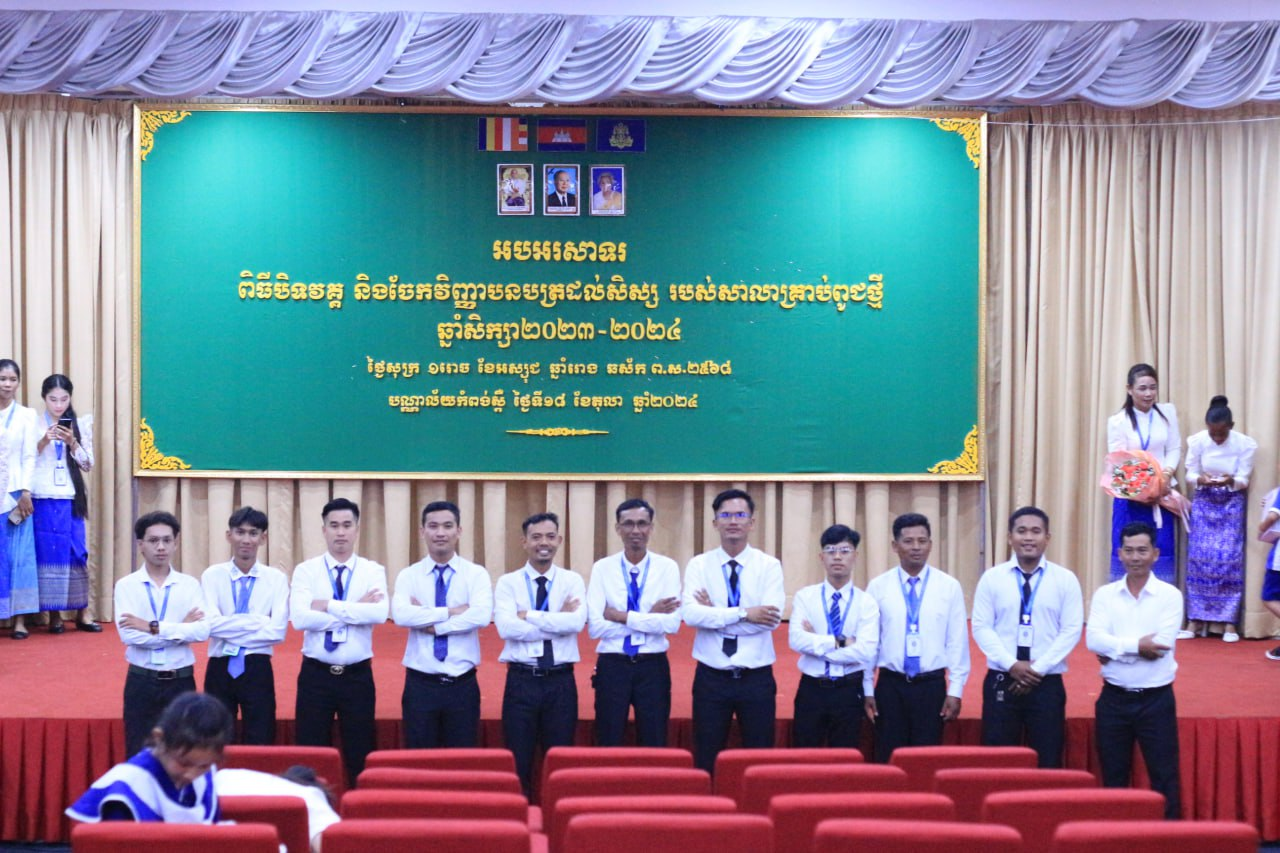 អបអរសាទរ
ពិធីបិទវគ្គ និងចែកវិញ្ញាបនបត្រដល់សិស្ស របស់សាលាគ្រាប់ពូជថ្មី
ឆ្នាំសិក្សា២០២៣-២០២៤
ថ្ងៃសុក្រ ១រោច ខែអស្សុជ ឆ្នាំរោង ឆស័ក ព.ស.២៥៦៨
បណ្ណាល័យកំពង់ស្ពឺ ថ្ងៃទី១៨ ខែតុលា ឆ្នាំ២០២៤